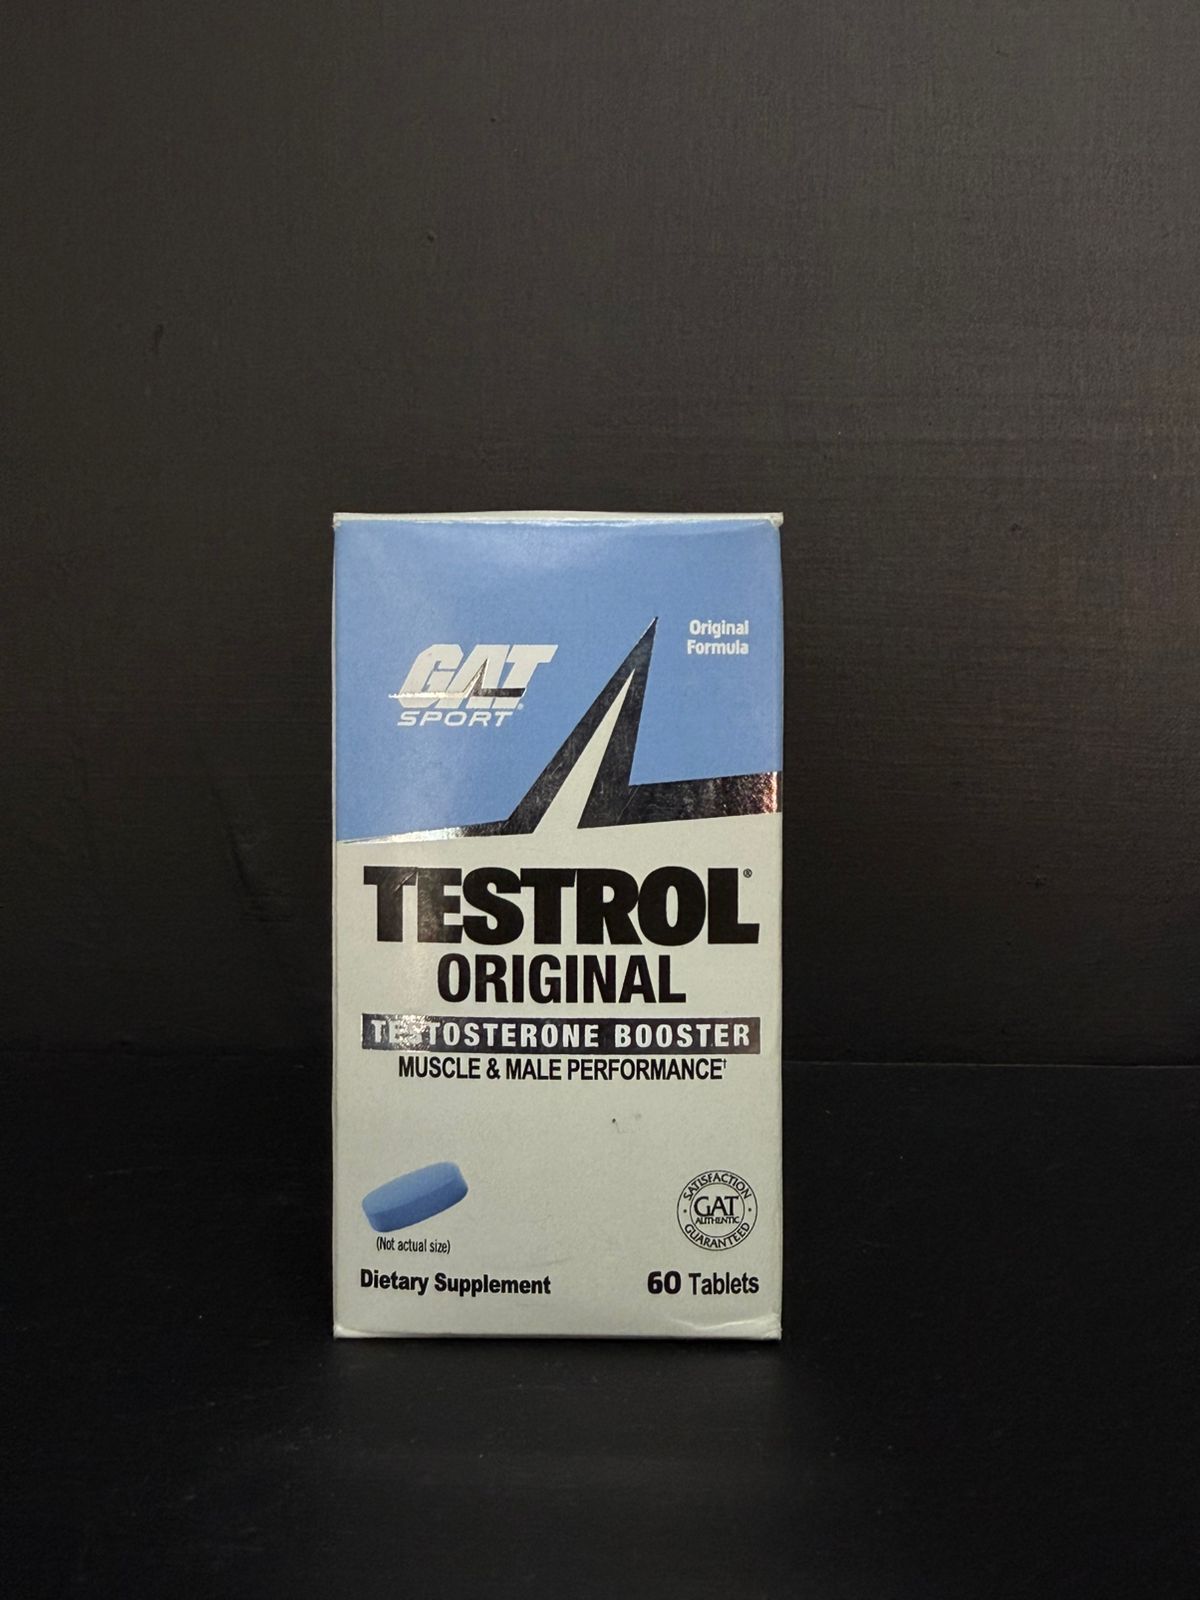 GAT
SPORT
Original
Formula
TESTROL®
ORIGINAL
TESTOSTERONE BOOSTER
MUSCLE & MALE PERFORMANCE†
(Not actual size)
SATISFACTION
GAT
AUTHENTIC
GUARANTEED
Dietary Supplement
60 Tablets